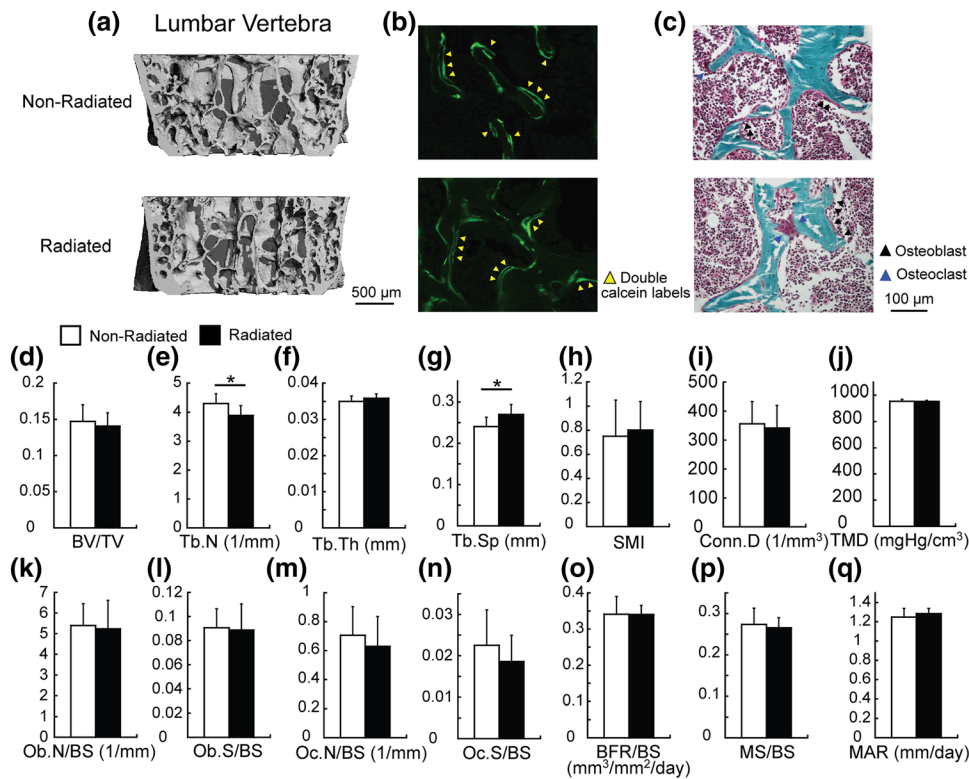 (a) Lumbar Vertebra
Non-Radiated
Radiated
500 µm
(b)
Double
calcein labels
(c)
Osteoblast
Osteoclast
100 µm
Non-Radiated Radiated
(d)
0.2
0.15
0.1
0.05
0
BV/TV
(e)
5
4
3
2
1
0
*
Tb.N (1/mm)
(f)
0.04
0.03
0.02
0.01
0
Tb.Th (mm)
(g)
0.4
0.3
0.2
0.1
0
*
Tb.Sp (mm)
(h)
1
0.8
0.6
0.4
0.2
0
SMI
(i)
500
400
300
200
100
0
Conn.D (1/mm³)
(j)
1000
800
600
400
200
0
TMD (mgHg/cm³)
(k)
7
6
5
4
3
2
1
0
Ob.N/BS (1/mm)
(l)
0.12
0.1
0.08
0.06
0.04
0.02
0
Ob.S/BS
(m)
1
0.8
0.6
0.4
0.2
0
Oc.N/BS (1/mm)
(n)
0.03
0.02
0.01
0
Oc.S/BS
(o)
0.4
0.3
0.2
0.1
0
BFR/BS
(mm³/mm²/day)
(p)
0.3
0.2
0.1
0
MS/BS
(q)
1.4
1.2
1
0.8
0.6
0.4
0.2
0
MAR (mm/day)